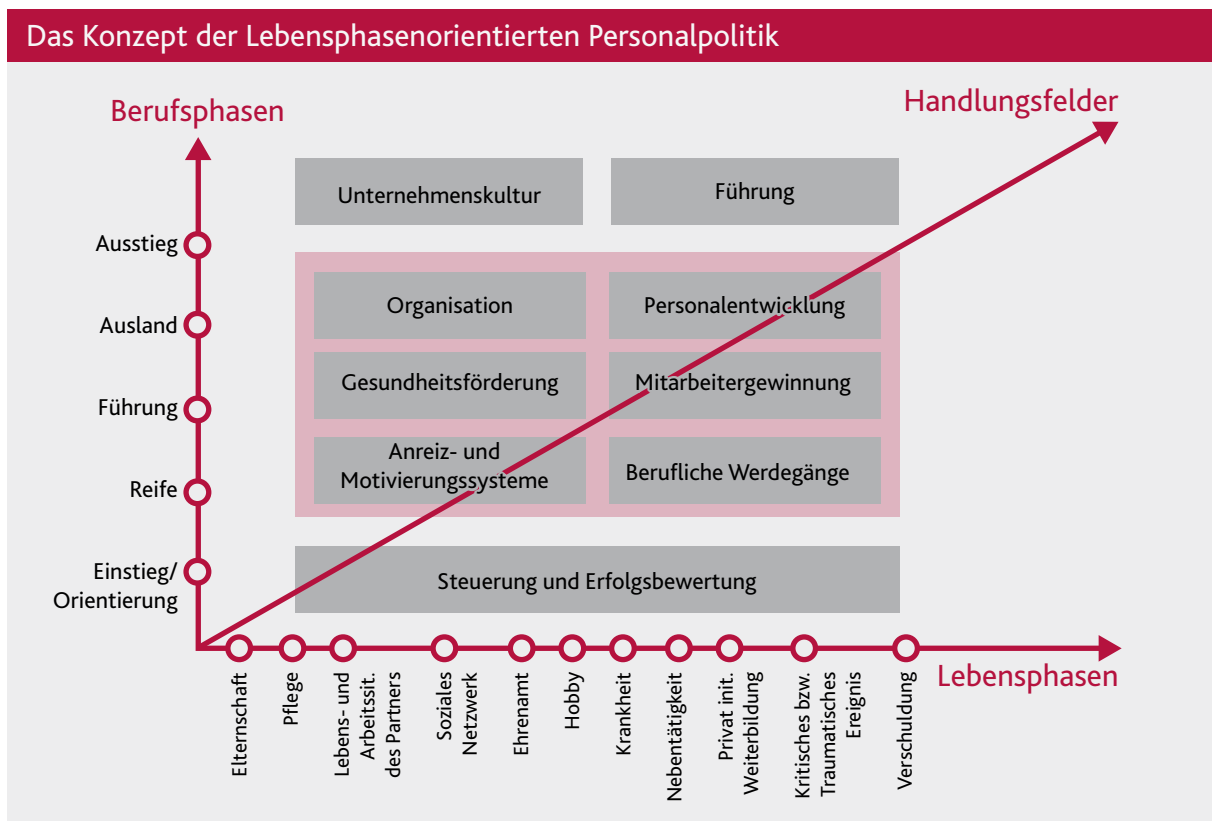 Das Konzept der Lebensphasenorientierten Personalpolitik
Berufsphasen
Handlungsfelder
Unternehmenskultur
Führung
Ausstieg
Organisation
Personalentwicklung
Ausland
Gesundheitsförderung
Mitarbeitergewinnung
Führung
Anreiz- und
Motivierungssysteme
Berufliche Werdegänge
Reife
Einstieg/
Orientierung
Steuerung und Erfolgsbewertung
Lebensphasen
Elternschaft
Pflege
Lebens- und
Arbeitssit.
des Partners
Soziales
Netzwerk
Ehrenamt
Hobby
Krankheit
Nebentätigkeit
Privat init.
Weiterbildung
Kritisches bzw.
Traumatisches
Ereignis
Verschuldung